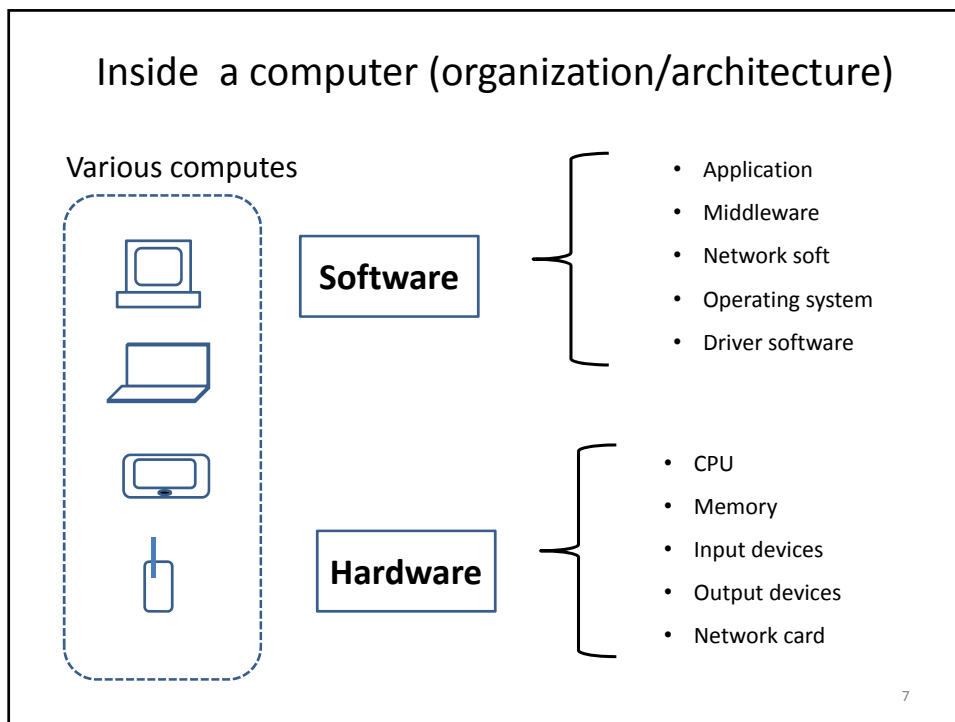 Inside a computer (organization/architecture)
Various computes
Software
• Application
• Middleware
• Network soft
• Operating system
• Driver software
Hardware
• CPU
• Memory
• Input devices
• Output devices
• Network card
7